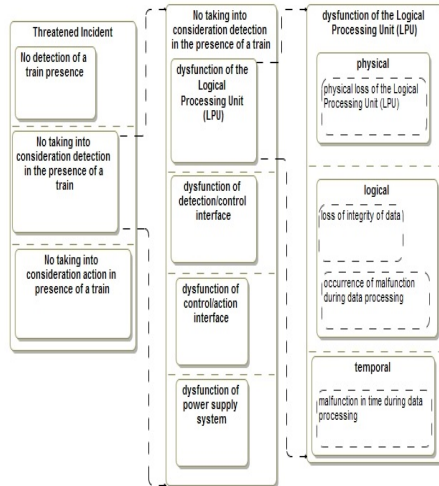 Threatened Incident
No detection of a
train presence
No taking into
consideration detection
in the presence of a
train
No taking into
consideration action in
presence of a train
No taking into
consideration detection
in the presence of a train
dysfunction of the
Logical
Processing Unit
(LPU)
dysfunction of
detection/control
interface
dysfunction of
control/action
interface
dysfunction of
power supply
system
dysfunction of the Logical
Processing Unit (LPU)
physical
physical loss of the Logical
Processing Unit (LPU)
logical
loss of integrity of data
occurrence of malfunction
during data processing
temporal
malfunction in time during data
processing